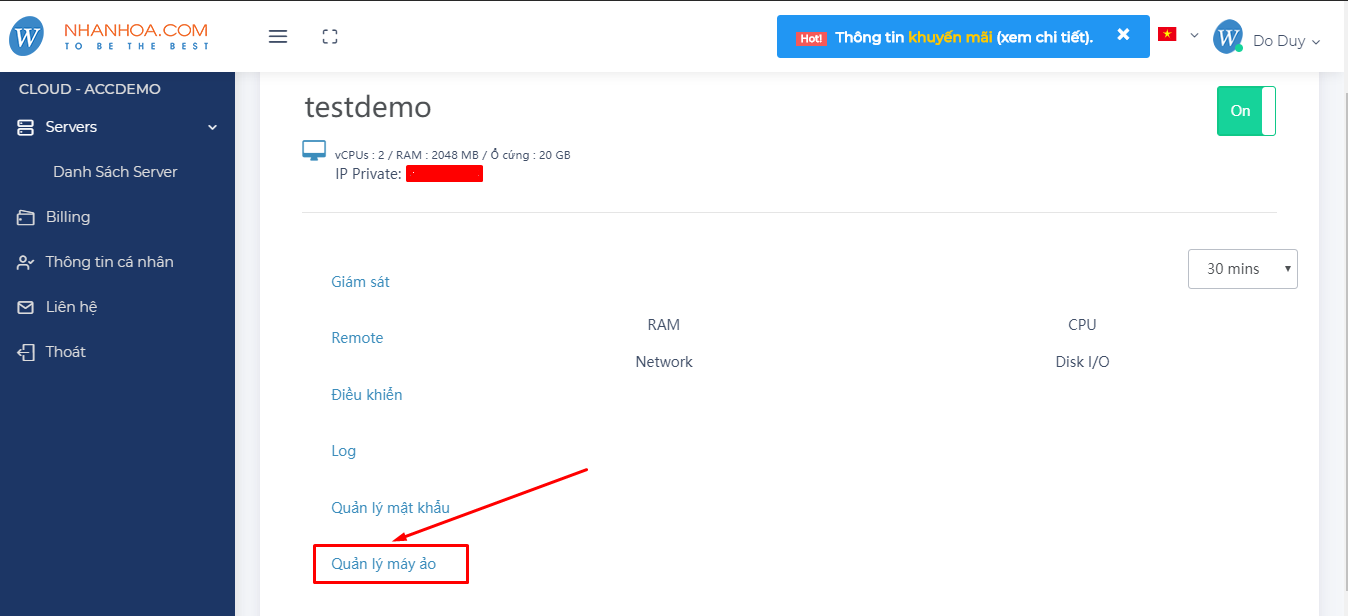 W NHANHOA.COM
TO BE THE BEST
Hot! Thông tin khuyến mãi (xem chi tiết).
W Do Duy
CLOUD - ACCDEMO
Servers
Danh Sách Server
Billing
Thông tin cá nhân
Liên hệ
Thoát
testdemo
On
vCPUs : 2 / RAM : 2048 MB / Ổ cứng : 20 GB
IP Private:
30 mins
Giám sát
Remote
Điều khiển
Log
Quản lý mật khẩu
Quản lý máy ảo
RAM
CPU
Network
Disk I/O